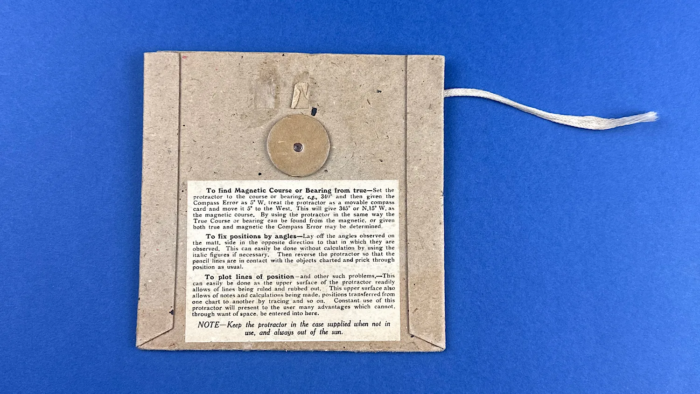 To find Magnetic Course or Bearing from true—Set the
protractor to the course or bearing, e.g., 340° and then given the
Compass Error as 5° W, treat the protractor as a movable compass
card and move it 5° to the West. This will give 345° or N,15° W, as
the magnetic course. By using the protractor in the same way the
True Course or bearing can be found from the magnetic, or given
both true and magnetic the Compass Error may be determined.
To fix positions by angles—Lay off the angles observed on
the matt. side in the opposite direction to that in which they are
observed. This can easily be done without calculation by using the
italic figures if necessary. Then reverse the protractor so that the
pencil lines are in contact with the objects charted and prick through
position as usual.
To plot lines of position—and other such problems,—This
can easily be done as the upper surface of the protractor readily
allows of lines being ruled and rubbed out. This upper surface also
allows of notes and calculations being made, positions transferred from
one chart to another by tracing and so on. Constant use of this
protractor will present to the user many advantages which cannot,
through want of space, be entered into here.
NOTE—Keep the protractor in the case supplied when not in
use, and always out of the sun.